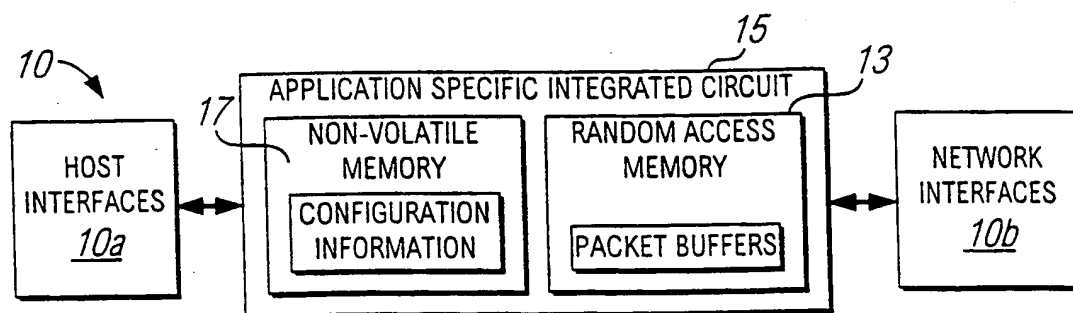 10
15
13
APPLICATION SPECIFIC INTEGRATED CIRCUIT
17
HOST
INTERFACES
10a
NON-VOLATILE
MEMORY
CONFIGURATION
INFORMATION
RANDOM ACCESS
MEMORY
PACKET BUFFERS
NETWORK
INTERFACES
10b